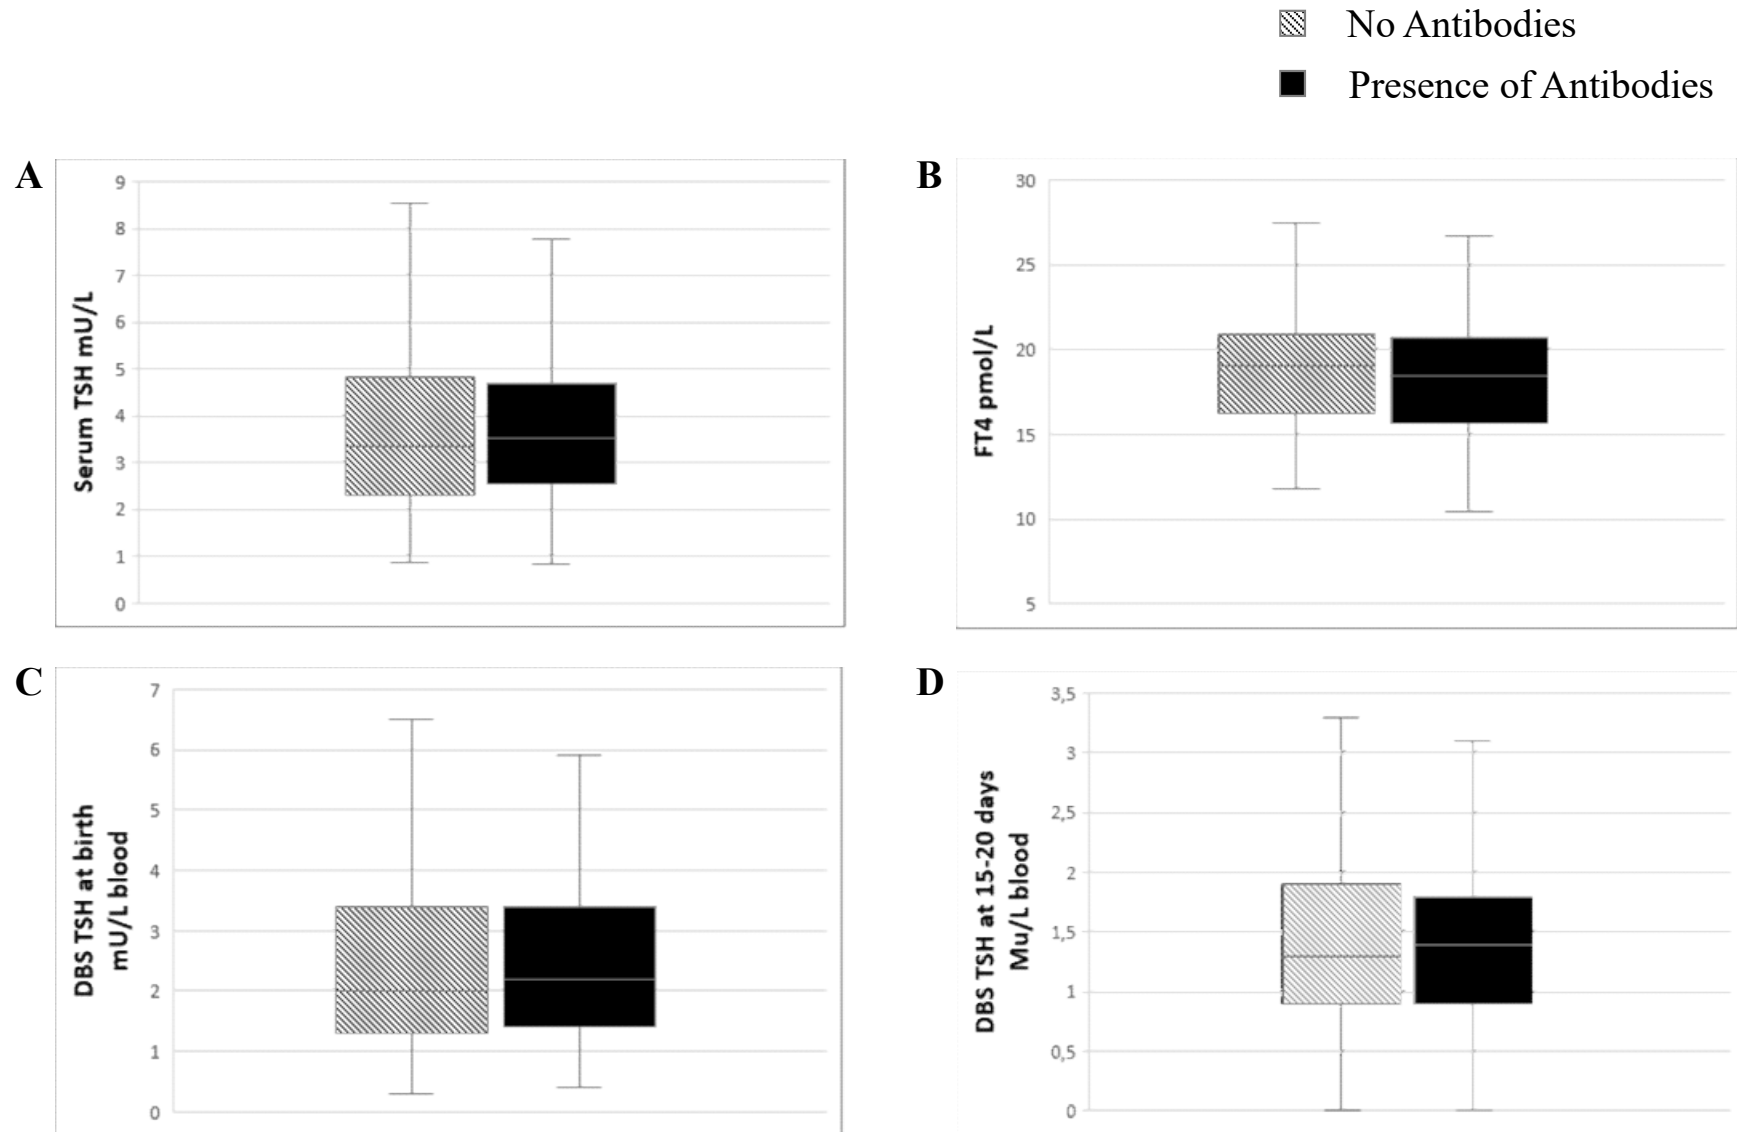 No Antibodies
Presence of Antibodies
A
9
8
7
6
5
4
3
2
1
0
Serum TSH mU/L
B
30
25
20
15
10
5
FT4 pmol/L
C
7
6
5
4
3
2
1
0
DBS TSH at birth
mU/L blood
D
3,5
3
2,5
2
1,5
1
0,5
0
DBS TSH at 15-20 days
Mu/L blood